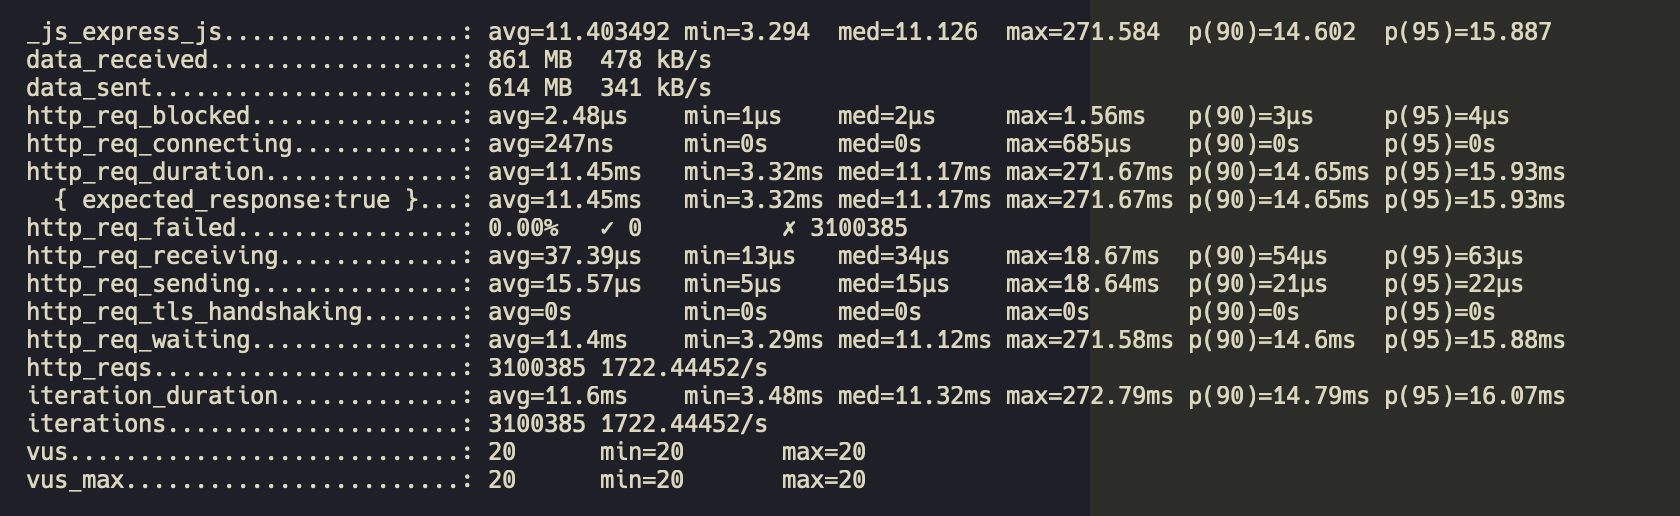 _js_express_js.................: avg=11.403492 min=3.294  med=11.126  max=271.584  p(90)=14.602  p(95)=15.887
data_received..................: 861 MB  478 kB/s
data_sent......................: 614 MB  341 kB/s
http_req_blocked...............: avg=2.48µs    min=1µs    med=2µs     max=1.56ms   p(90)=3µs     p(95)=4µs
http_req_connecting............: avg=247ns     min=0s     med=0s      max=685µs    p(90)=0s      p(95)=0s
http_req_duration..............: avg=11.45ms   min=3.32ms med=11.17ms max=271.67ms p(90)=14.65ms p(95)=15.93ms
  { expected_response:true }...: avg=11.45ms   min=3.32ms med=11.17ms max=271.67ms p(90)=14.65ms p(95)=15.93ms
http_req_failed................: 0.00%   ✓ 0          ✗ 3100385
http_req_receiving.............: avg=37.39µs   min=13µs   med=34µs    max=18.67ms  p(90)=54µs    p(95)=63µs
http_req_sending...............: avg=15.57µs   min=5µs    med=15µs    max=18.64ms  p(90)=21µs    p(95)=22µs
http_req_tls_handshaking.......: avg=0s        min=0s     med=0s      max=0s       p(90)=0s      p(95)=0s
http_req_waiting...............: avg=11.4ms    min=3.29ms med=11.12ms max=271.58ms p(90)=14.6ms  p(95)=15.88ms
http_reqs......................: 3100385 1722.44452/s
iteration_duration.............: avg=11.6ms    min=3.48ms med=11.32ms max=272.79ms p(90)=14.79ms p(95)=16.07ms
iterations.....................: 3100385 1722.44452/s
vus............................: 20      min=20       max=20
vus_max........................: 20      min=20       max=20